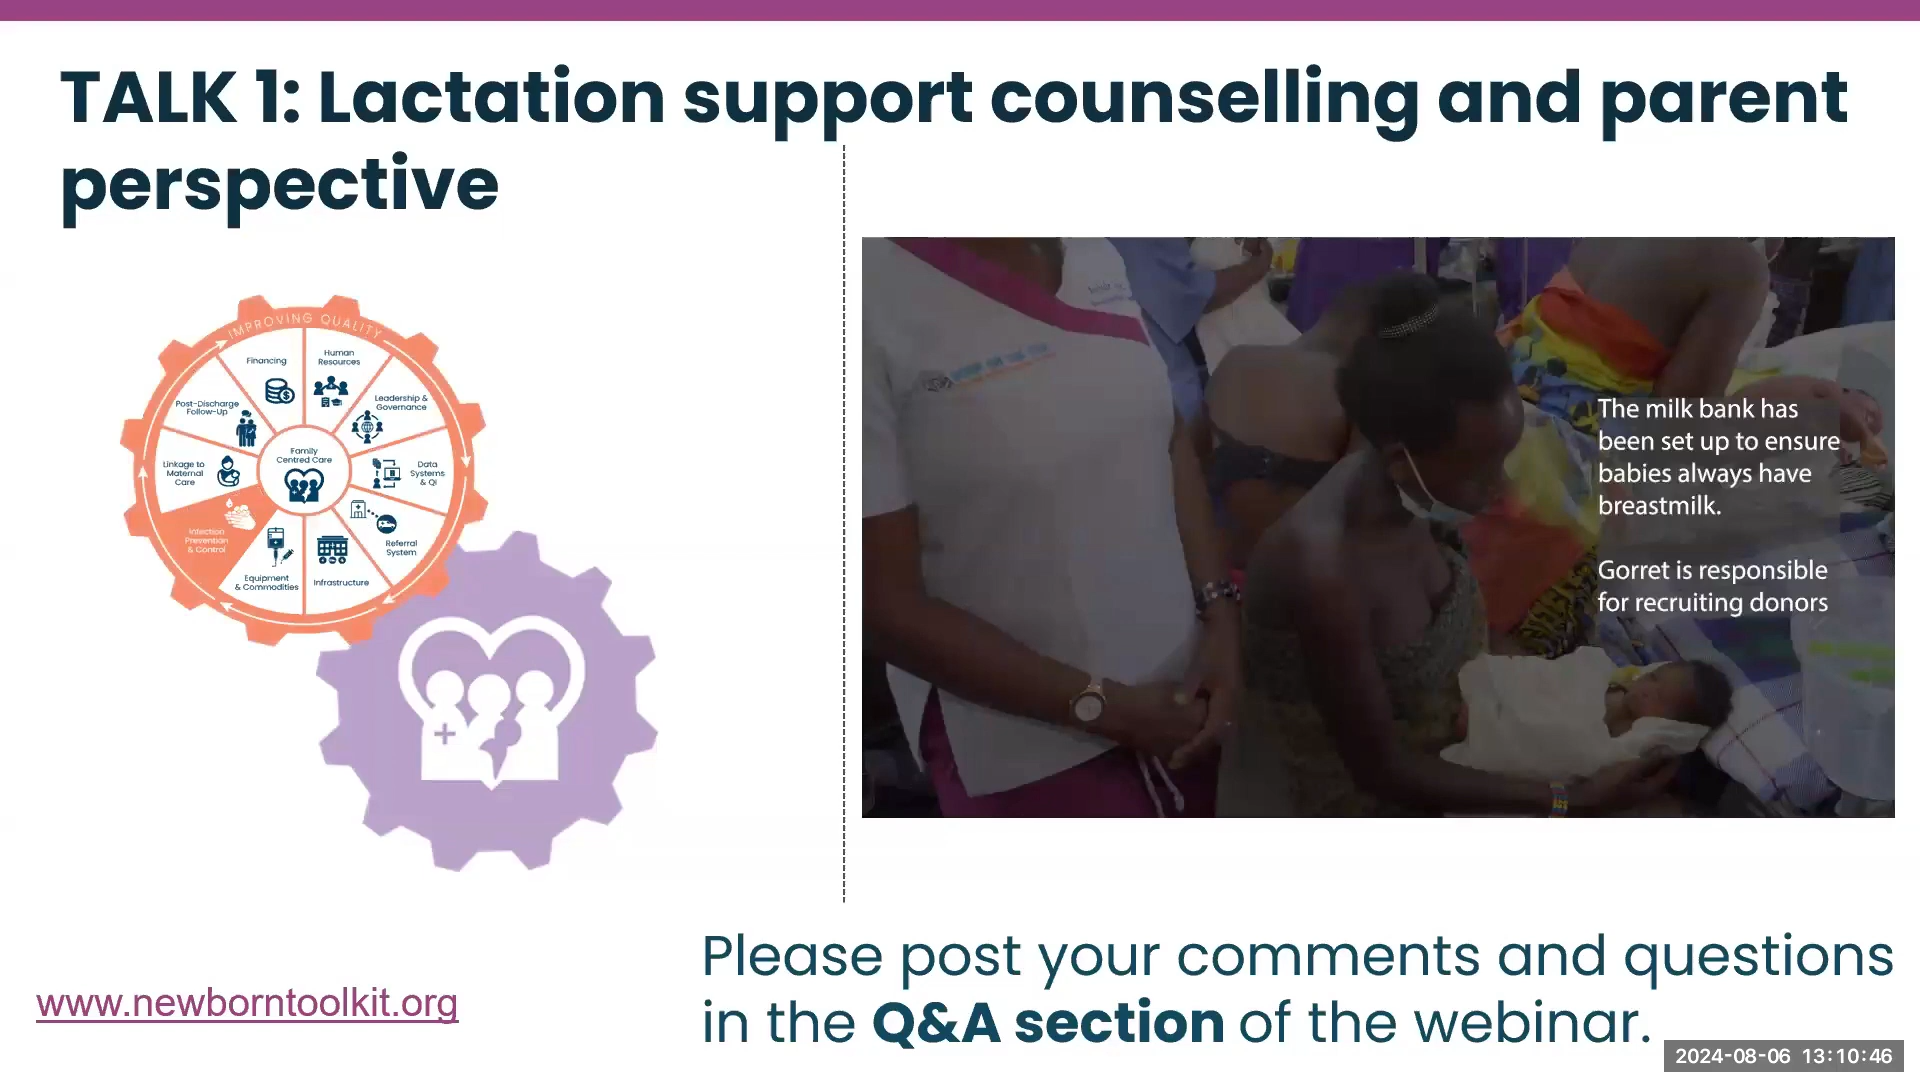 TALK 1: Lactation support counselling and parent
perspective
IMPROVING QUALITY
Financing
Human
Resources
Leadership &
Governance
Data
Systems
& QI
Referral
System
Infrastructure
Equipment
& Commodities
Infection
Prevention
& Control
Linkage to
Maternal
Care
Post-Discharge
Follow-Up
Family
Centred Care
The milk bank has
been set up to ensure
babies always have
breastmilk.
Gorret is responsible
for recruiting donors
Please post your comments and questions
in the Q&A section of the webinar.
www.newborntoolkit.org
2024-08-06 13:10:46